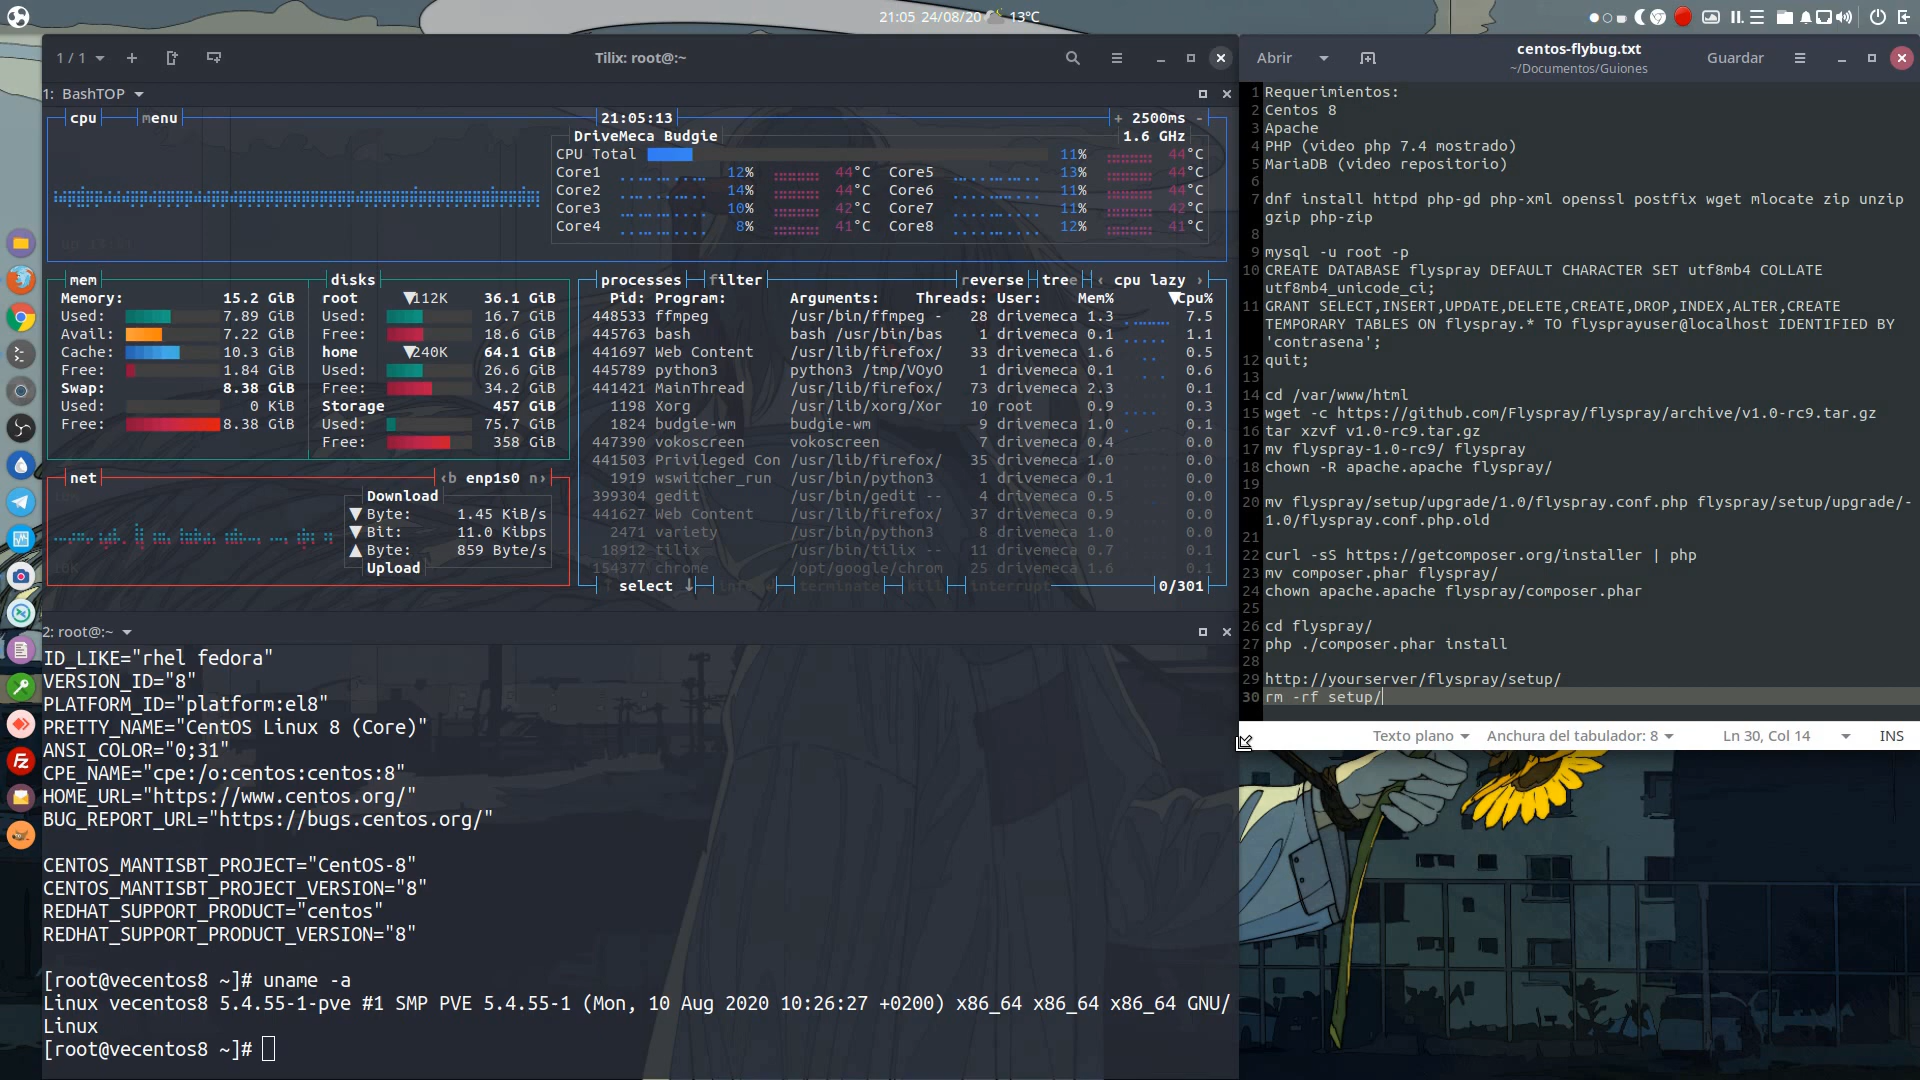 21:05 24/08/20 13°C
1 / 1
Tilix: root@:~
1: BashTOP
cpu menu 21:05:13 + 2500ms -
DriveMeca Budgie 1.6 GHz
CPU Total 11% 44°C
Core1 12% 44°C Core5 13% 44°C
Core2 14% 44°C Core6 11% 44°C
Core3 10% 42°C Core7 11% 42°C
Core4 8% 41°C Core8 12% 41°C
mem disks
Memory: 15.2 GiB root ▼112K 36.1 GiB
Used: 7.89 GiB Used: 16.7 GiB
Avail: 7.22 GiB Free: 18.6 GiB
Cache: 10.3 GiB home ▼240K 64.1 GiB
Free: 1.84 GiB Used: 26.6 GiB
Swap: 8.38 GiB Free: 34.2 GiB
Used: 0 KiB Storage 457 GiB
Free: 8.38 GiB Used: 75.7 GiB
Free: 358 GiB
net ‹b enp1s0 n›
Download
▼ Byte: 1.45 KiB/s
▼ Bit: 11.0 Kibps
▲ Byte: 859 Byte/s
Upload
processes filter reverse tree ‹ cpu lazy ›
Pid: Program: Arguments: Threads: User: Mem% ▼Cpu%
448533 ffmpeg /usr/bin/ffmpeg - 28 drivemeca 1.3 7.5
445763 bash bash /usr/bin/bas 1 drivemeca 0.1 1.1
441697 Web Content /usr/lib/firefox/ 33 drivemeca 1.6 0.5
445789 python3 python3 /tmp/VOyO 1 drivemeca 0.1 0.6
441421 MainThread /usr/lib/firefox/ 73 drivemeca 2.3 0.1
1198 Xorg /usr/lib/xorg/Xor 10 root 0.9 0.3
1824 budgie-wm budgie-wm 9 drivemeca 1.0 0.1
447390 vokoscreen vokoscreen 7 drivemeca 0.4 0.0
441503 Privileged Con /usr/lib/firefox/ 35 drivemeca 1.0 0.0
1919 wswitcher_run /usr/bin/python3 1 drivemeca 0.1 0.0
399304 gedit /usr/bin/gedit -- 4 drivemeca 0.5 0.0
441627 Web Content /usr/lib/firefox/ 37 drivemeca 0.9 0.0
2471 variety /usr/bin/python3 8 drivemeca 1.0 0.0
18912 tilix /usr/bin/tilix -- 11 drivemeca 0.7 0.1
154377 chrome /opt/google/chrom 25 drivemeca 1.6 0.1
↑ select ↓ info terminate kill interrupt 0/301
2: root@:~
ID_LIKE="rhel fedora"
VERSION_ID="8"
PLATFORM_ID="platform:el8"
PRETTY_NAME="CentOS Linux 8 (Core)"
ANSI_COLOR="0;31"
CPE_NAME="cpe:/o:centos:centos:8"
HOME_URL="https://www.centos.org/"
BUG_REPORT_URL="https://bugs.centos.org/"
CENTOS_MANTISBT_PROJECT="CentOS-8"
CENTOS_MANTISBT_PROJECT_VERSION="8"
REDHAT_SUPPORT_PRODUCT="centos"
REDHAT_SUPPORT_PRODUCT_VERSION="8"
[root@vecentos8 ~]# uname -a
Linux vecentos8 5.4.55-1-pve #1 SMP PVE 5.4.55-1 (Mon, 10 Aug 2020 10:26:27 +0200) x86_64 x86_64 x86_64 GNU/
Linux
[root@vecentos8 ~]#
Abrir centos-flybug.txt Guardar
~/Documentos/Guiones
1 Requerimientos:
2 Centos 8
3 Apache
4 PHP (video php 7.4 mostrado)
5 MariaDB (video repositorio)
6
7 dnf install httpd php-gd php-xml openssl postfix wget mlocate zip unzip
gzip php-zip
8
9 mysql -u root -p
10 CREATE DATABASE flyspray DEFAULT CHARACTER SET utf8mb4 COLLATE
utf8mb4_unicode_ci;
11 GRANT SELECT,INSERT,UPDATE,DELETE,CREATE,DROP,INDEX,ALTER,CREATE
TEMPORARY TABLES ON flyspray.* TO flysprayuser@localhost IDENTIFIED BY
'contrasena';
12 quit;
13
14 cd /var/www/html
15 wget -c https://github.com/Flyspray/flyspray/archive/v1.0-rc9.tar.gz
16 tar xzvf v1.0-rc9.tar.gz
17 mv flyspray-1.0-rc9/ flyspray
18 chown -R apache.apache flyspray/
19
20 mv flyspray/setup/upgrade/1.0/flyspray.conf.php flyspray/setup/upgrade/-
1.0/flyspray.conf.php.old
21
22 curl -sS https://getcomposer.org/installer | php
23 mv composer.phar flyspray/
24 chown apache.apache flyspray/composer.phar
25
26 cd flyspray/
27 php ./composer.phar install
28
29 http://yourserver/flyspray/setup/
30 rm -rf setup/
Texto plano Anchura del tabulador: 8 Ln 30, Col 14 INS